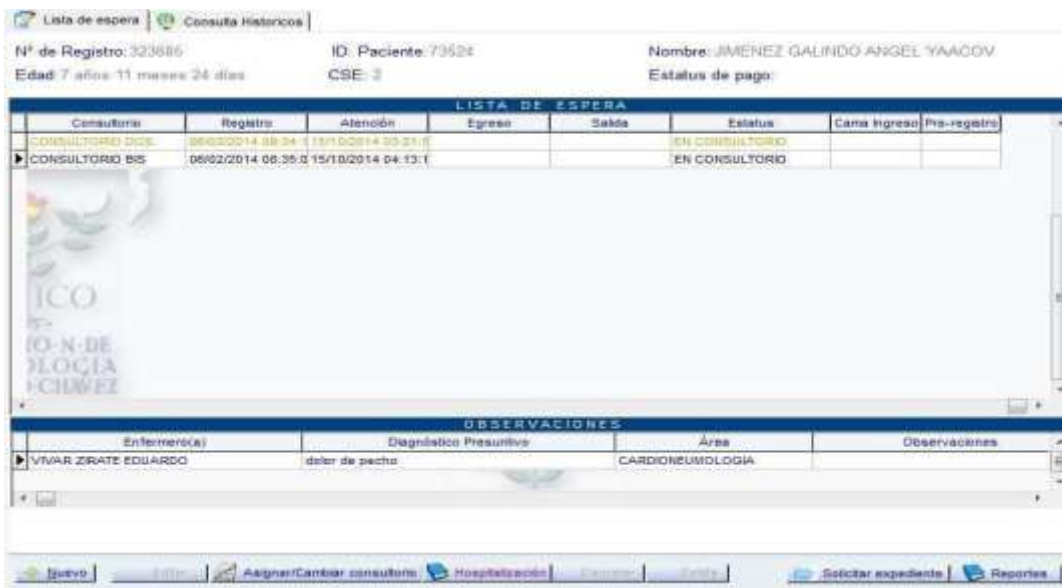 Lista de espera Consulta Historicos
N° de Registro: 323686 ID. Paciente: 73524 Nombre: JIMENEZ GALINDO ANGEL YAACOV
Edad: 7 años 11 meses 24 días CSE: 3 Estatus de pago:
LISTA DE ESPERA
Consultorio Registro Atención Egreso Salida Estatus Cama Ingreso Pre-registro
CONSULTORIO DOS EN CONSULTORIO
CONSULTORIO BIS 06/02/2014 08:35:0 15/10/2014 04:13:1 EN CONSULTORIO
ICO
O·N·DE
OLOGIA
CHAVEZ
OBSERVACIONES
Enfermero(a) Diagnóstico Presuntivo Área Observaciones
VIVAR ZIRATE EDUARDO dolor de pecho CARDIONEUMOLOGIA
Nuevo Asignar/Cambiar consultorio Hospitalización Solicitar expediente Reportes